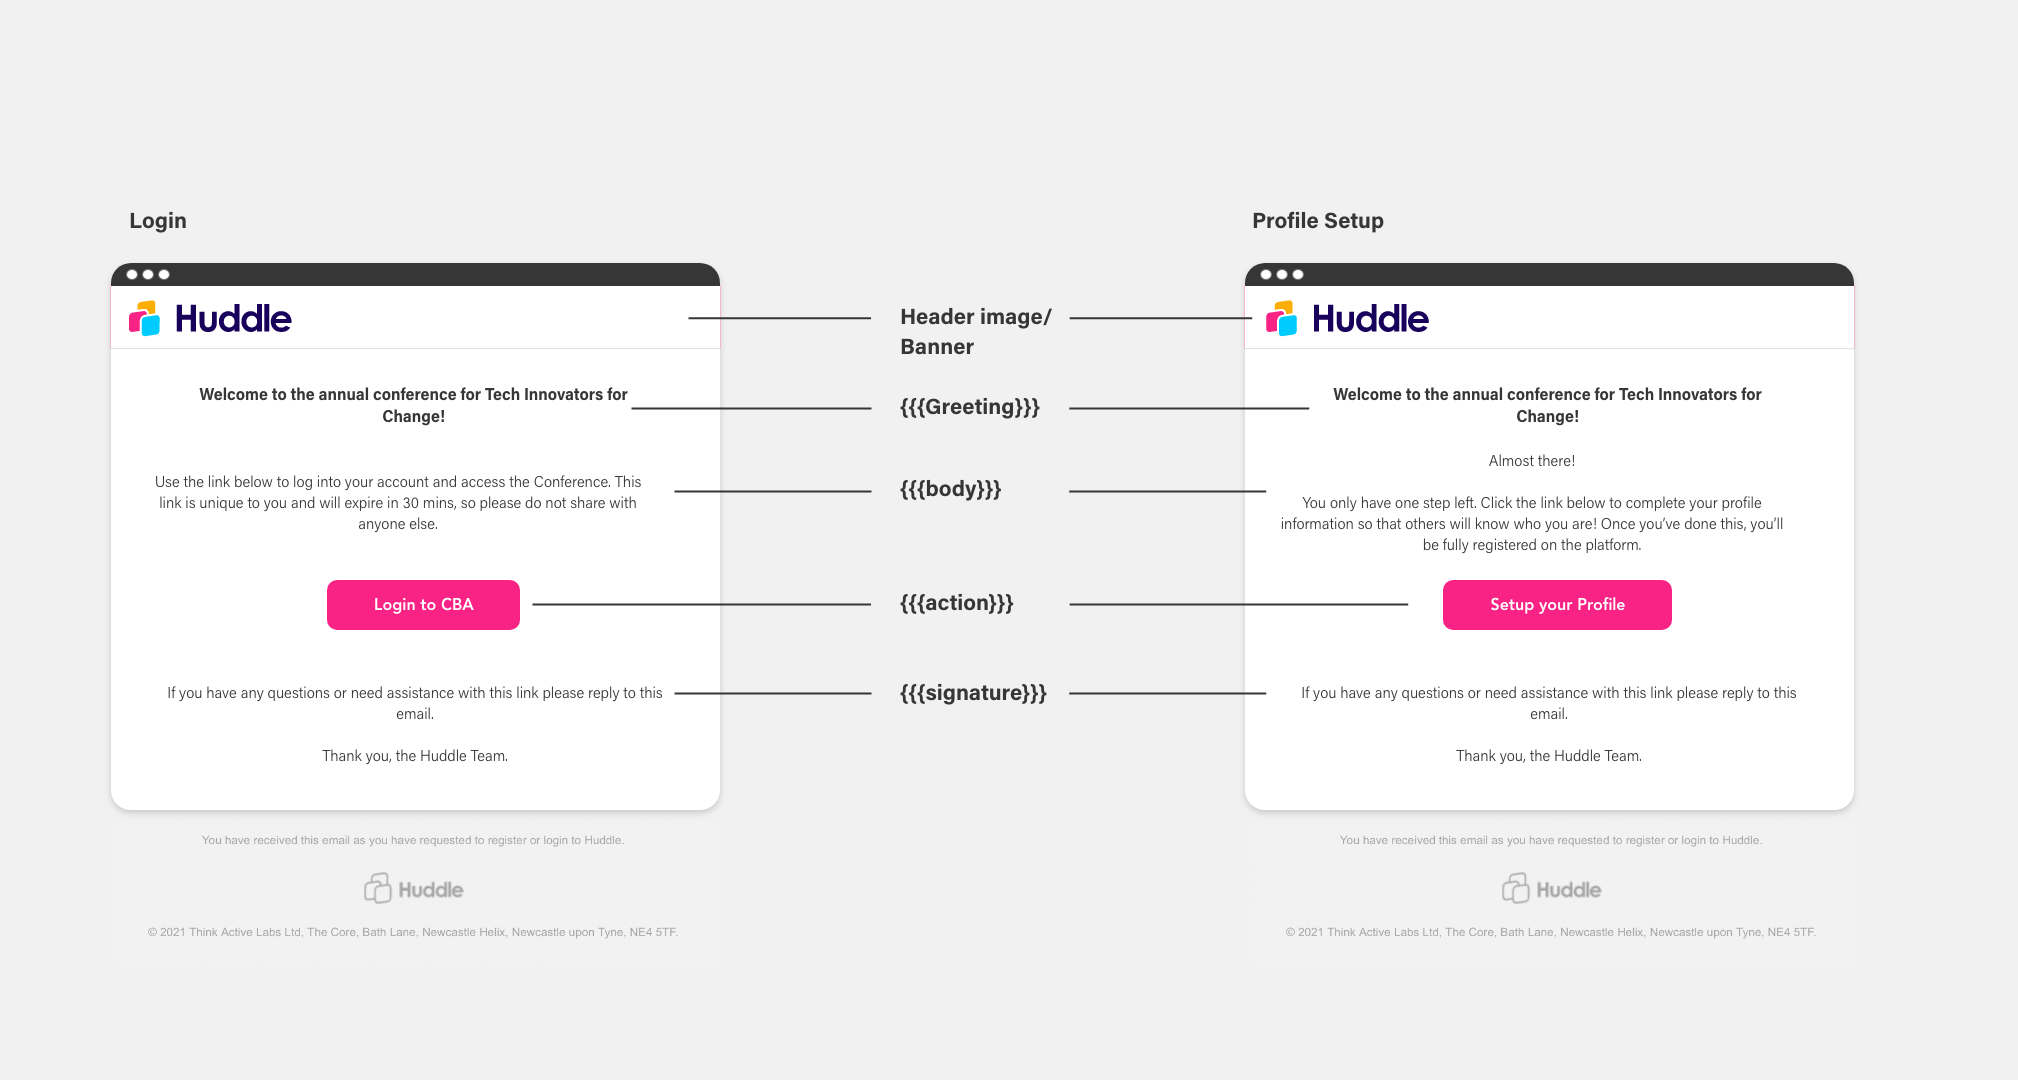 Login
Huddle
Welcome to the annual conference for Tech Innovators for
Change!
Use the link below to log into your account and access the Conference. This
link is unique to you and will expire in 30 mins, so please do not share with
anyone else.
Login to CBA
If you have any questions or need assistance with this link please reply to this
email.
Thank you, the Huddle Team.
You have received this email as you have requested to register or login to Huddle.
Huddle
© 2021 Think Active Labs Ltd, The Core, Bath Lane, Newcastle Helix, Newcastle upon Tyne, NE4 5TF.
Header image/
Banner
{{{Greeting}}}
{{{body}}}
{{{action}}}
{{{signature}}}
Profile Setup
Huddle
Welcome to the annual conference for Tech Innovators for
Change!
Almost there!
You only have one step left. Click the link below to complete your profile
information so that others will know who you are! Once you’ve done this, you’ll
be fully registered on the platform.
Setup your Profile
If you have any questions or need assistance with this link please reply to this
email.
Thank you, the Huddle Team.
You have received this email as you have requested to register or login to Huddle.
Huddle
© 2021 Think Active Labs Ltd, The Core, Bath Lane, Newcastle Helix, Newcastle upon Tyne, NE4 5TF.